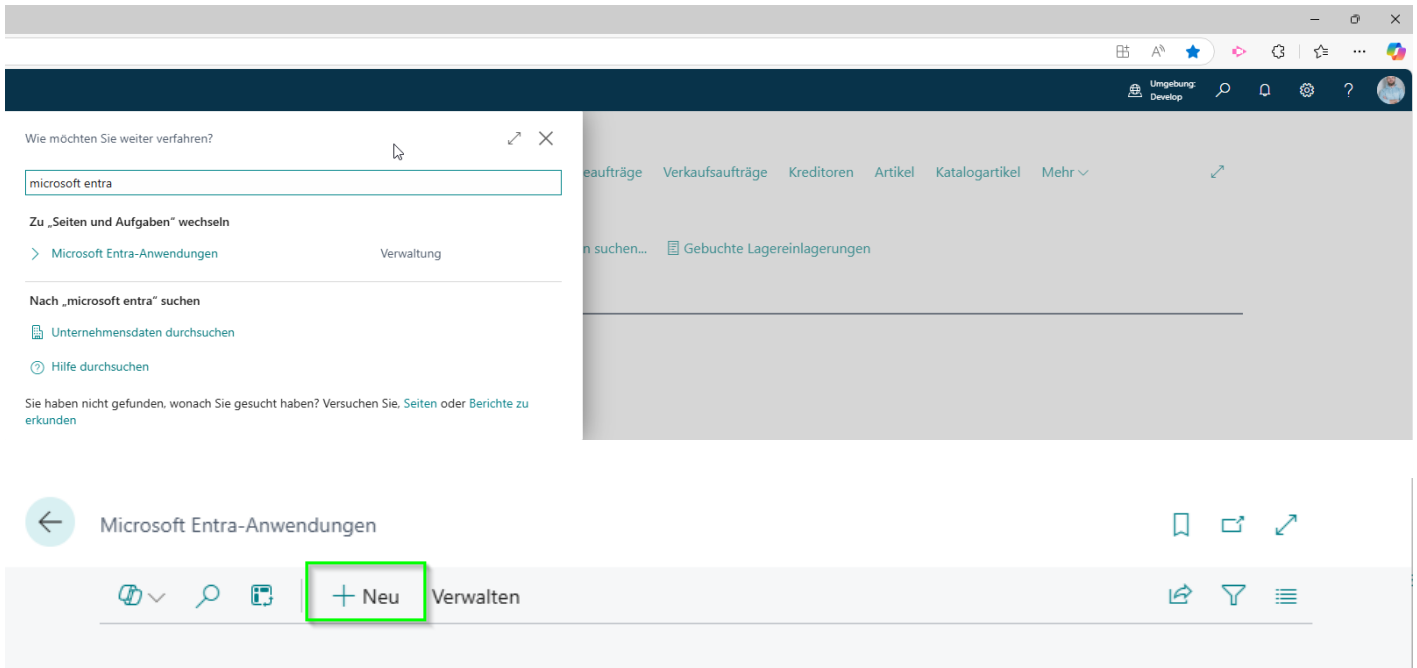 Umgebung:
Develop
?
Wie möchten Sie weiter verfahren?
microsoft entra
Zu „Seiten und Aufgaben“ wechseln
Microsoft Entra-Anwendungen Verwaltung
Nach „microsoft entra“ suchen
Unternehmensdaten durchsuchen
Hilfe durchsuchen
Sie haben nicht gefunden, wonach Sie gesucht haben? Versuchen Sie, Seiten oder Berichte zu
erkunden
eaufträge Verkaufsaufträge Kreditoren Artikel Katalogartikel Mehr
n suchen... Gebuchte Lagereinlagerungen
Microsoft Entra-Anwendungen
+ Neu Verwalten